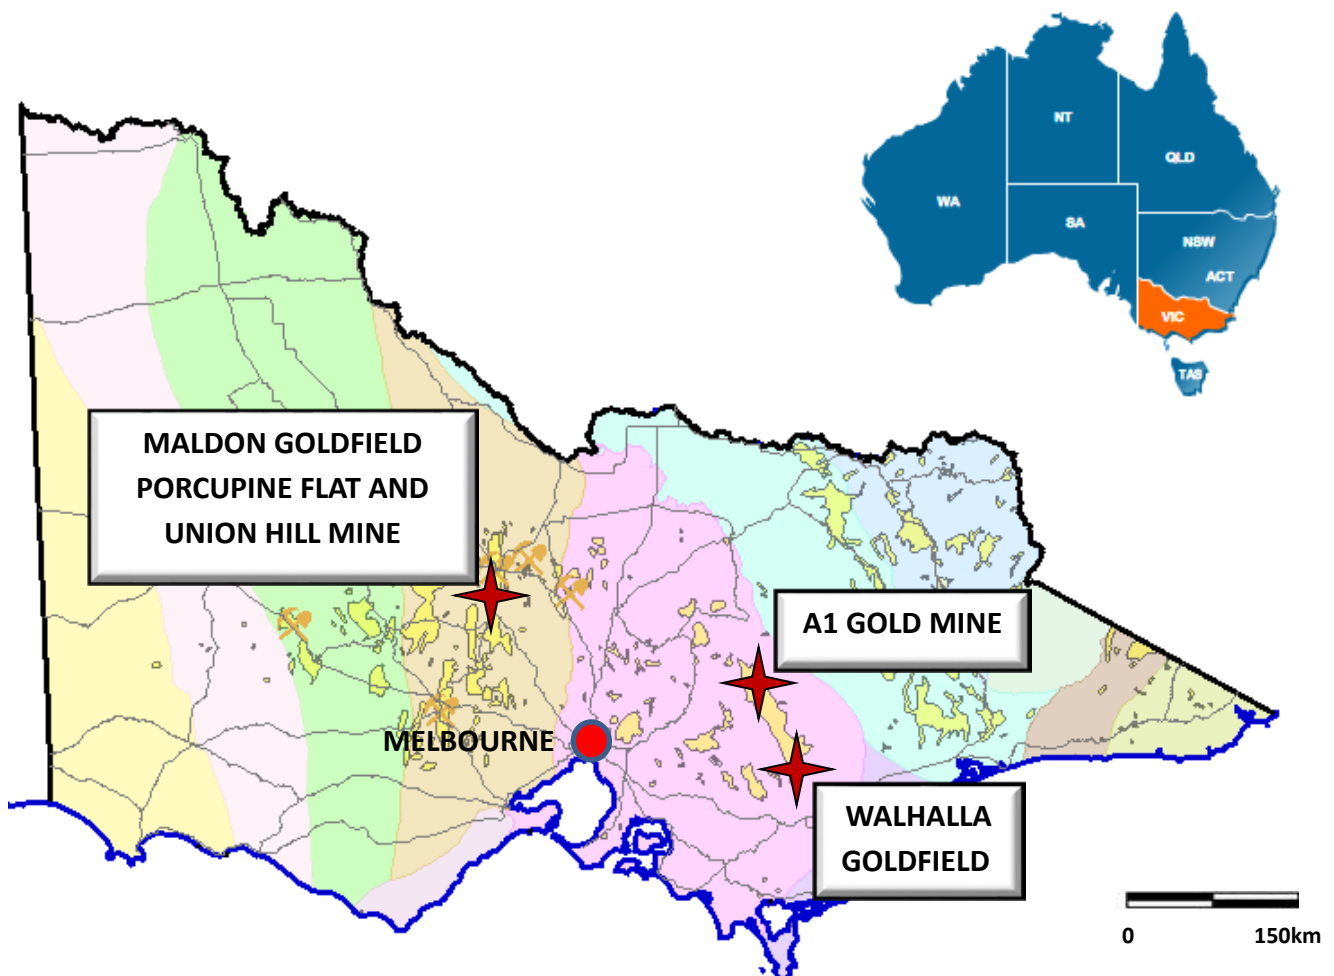 NT
QLD
WA
SA
NSW
ACT
VIC
TAS
MALDON GOLDFIELD
PORCUPINE FLAT AND
UNION HILL MINE
A1 GOLD MINE
MELBOURNE
WALHALLA
GOLDFIELD
0 150km